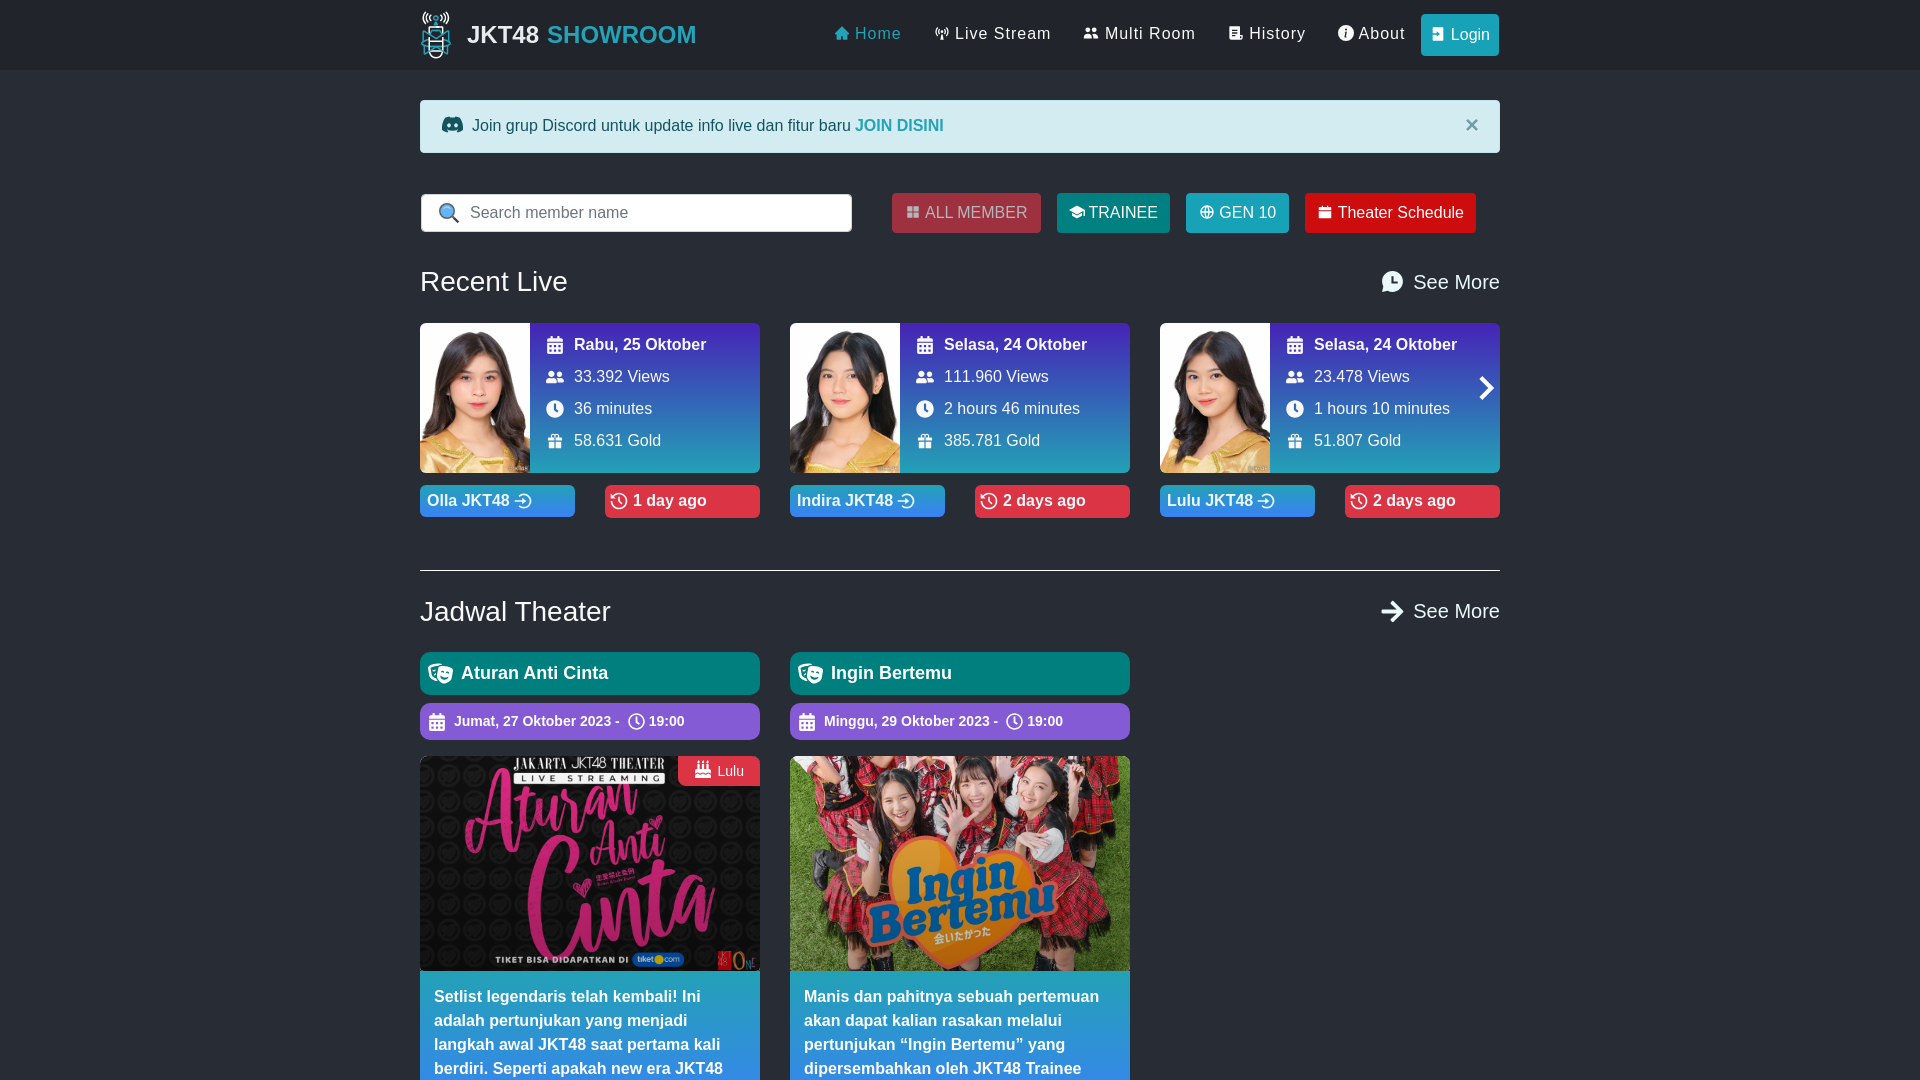 JKT48 SHOWROOM
Home
Live Stream
Multi Room
History
About
Login
Join grup Discord untuk update info live dan fitur baru JOIN DISINI
×
Search member name
ALL MEMBER
TRAINEE
GEN 10
Theater Schedule
Recent Live
See More
Rabu, 25 Oktober
33.392 Views
36 minutes
58.631 Gold
Olla JKT48
1 day ago
Selasa, 24 Oktober
111.960 Views
2 hours 46 minutes
385.781 Gold
Indira JKT48
2 days ago
Selasa, 24 Oktober
23.478 Views
1 hours 10 minutes
51.807 Gold
Lulu JKT48
2 days ago
Jadwal Theater
See More
Aturan Anti Cinta
Jumat, 27 Oktober 2023 - 19:00
JAKARTA JKT48 THEATER
LIVE STREAMING
Lulu
Aturan
Anti
Cinta
恋愛禁止条例
TIKET BISA DIDAPATKAN DI tiket.com
Setlist legendaris telah kembali! Ini
adalah pertunjukan yang menjadi
langkah awal JKT48 saat pertama kali
berdiri. Seperti apakah new era JKT48
Ingin Bertemu
Minggu, 29 Oktober 2023 - 19:00
Ingin
Bertemu
会いたかった
Manis dan pahitnya sebuah pertemuan
akan dapat kalian rasakan melalui
pertunjukan “Ingin Bertemu” yang
dipersembahkan oleh JKT48 Trainee